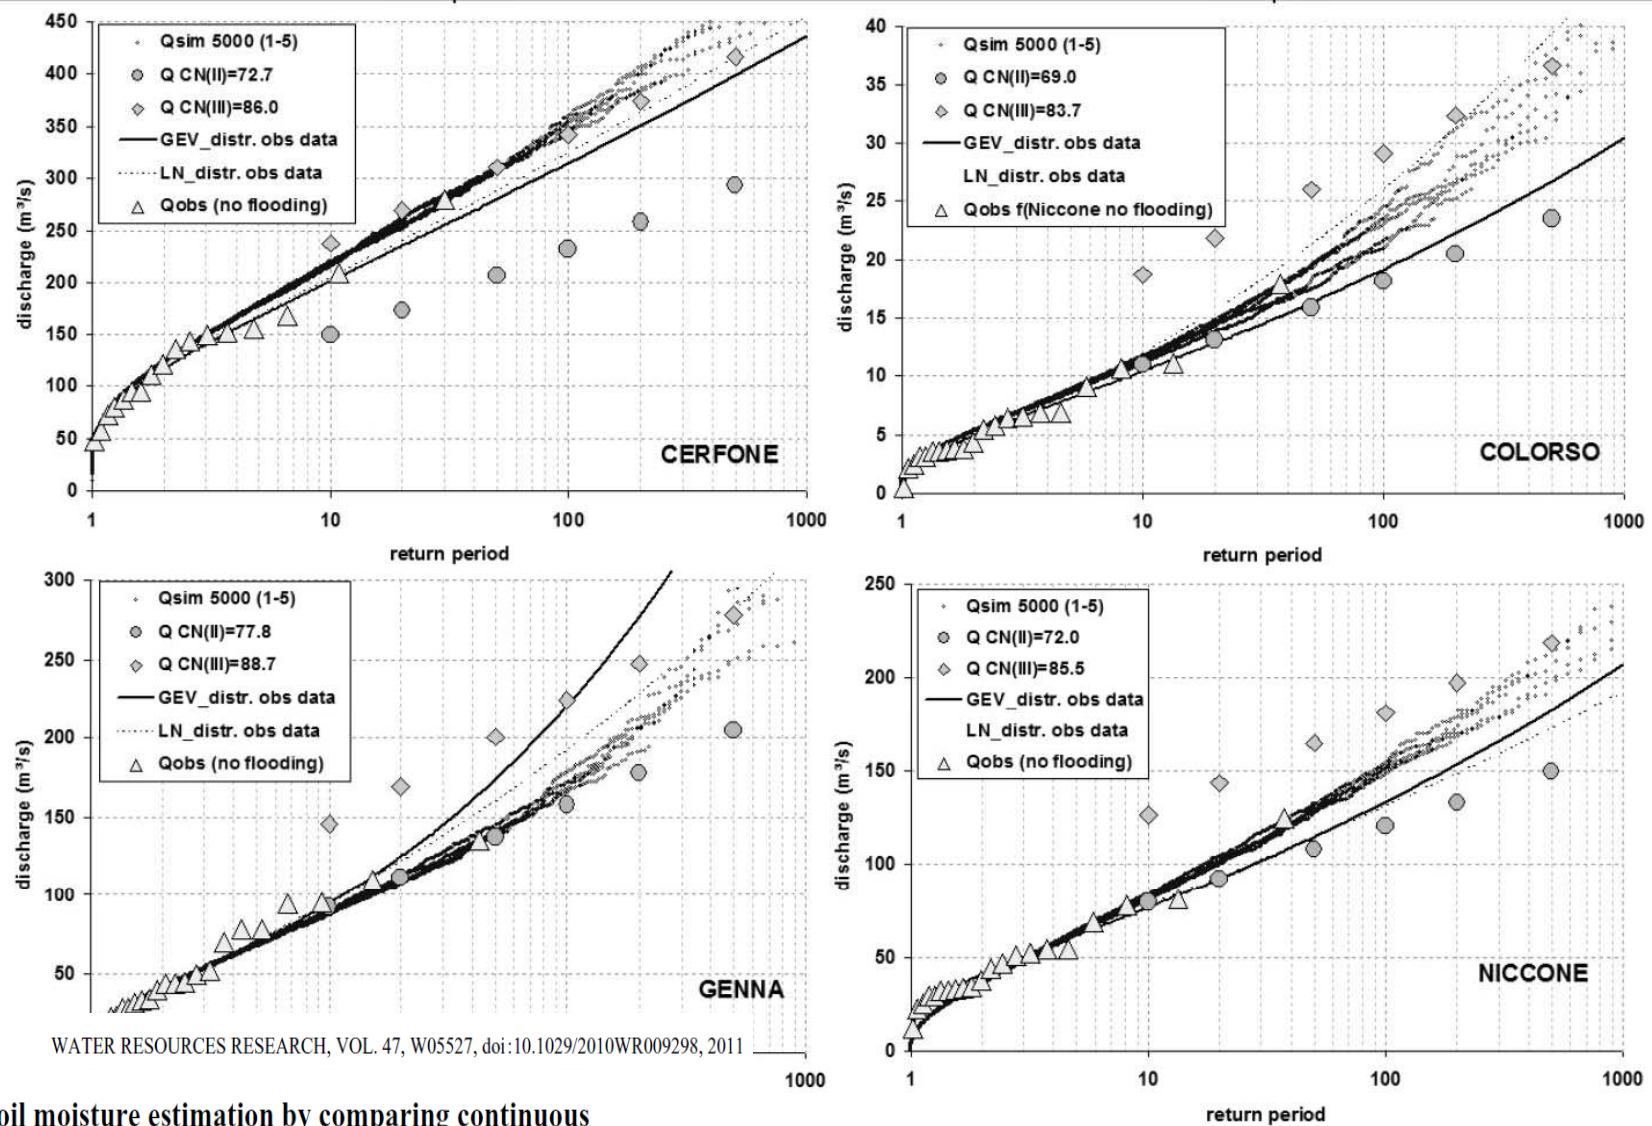 450
400
350
300
250
200
150
100
50
0
discharge (m³/s)
Qsim 5000 (1-5)
Q CN(II)=72.7
Q CN(III)=86.0
GEV_distr. obs data
LN_distr. obs data
Qobs (no flooding)
CERFONE
1 10 100 1000
return period
40
35
30
25
20
15
10
5
0
discharge (m³/s)
Qsim 5000 (1-5)
Q CN(II)=69.0
Q CN(III)=83.7
GEV_distr. obs data
LN_distr. obs data
Qobs f(Niccone no flooding)
COLORSO
1 10 100 1000
return period
300
250
200
150
100
50
discharge (m³/s)
Qsim 5000 (1-5)
Q CN(II)=77.8
Q CN(III)=88.7
GEV_distr. obs data
LN_distr. obs data
Qobs (no flooding)
GENNA
1000
250
200
150
100
50
0
discharge (m³/s)
Qsim 5000 (1-5)
Q CN(II)=72.0
Q CN(III)=85.5
GEV_distr. obs data
LN_distr. obs data
Qobs (no flooding)
NICCONE
1 10 100 1000
return period
WATER RESOURCES RESEARCH, VOL. 47, W05527, doi:10.1029/2010WR009298, 2011
oil moisture estimation by comparing continuous